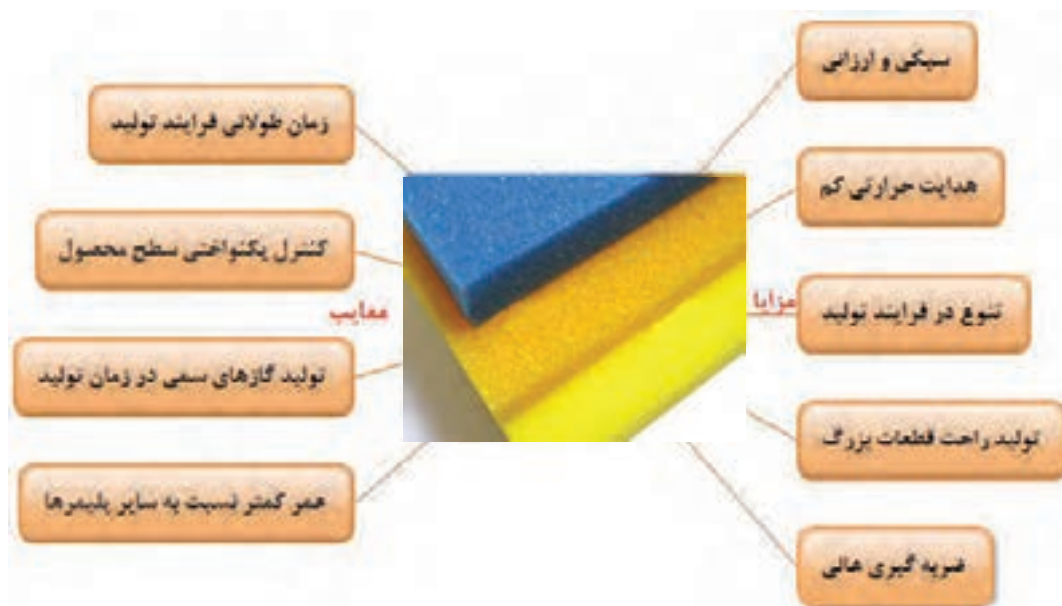 مزایا
سبکی و ارزانی
هدایت حرارتی کم
تنوع در فرایند تولید
تولید راحت قطعات بزرگ
ضربه گیری عالی
معایب
زمان طولانی فرایند تولید
کنترل یکنواختی سطح محصول
تولید گازهای سمی در زمان تولید
عمر کمتر نسبت به سایر پلیمرها